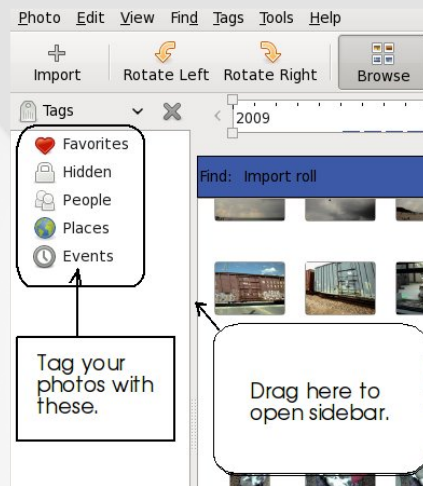 Photo Edit View Find Tags Tools Help
Import Rotate Left Rotate Right Browse
Tags
2009
Find: Import roll
Favorites
Hidden
People
Places
Events
Tag your
photos with
these.
Drag here to
open sidebar.